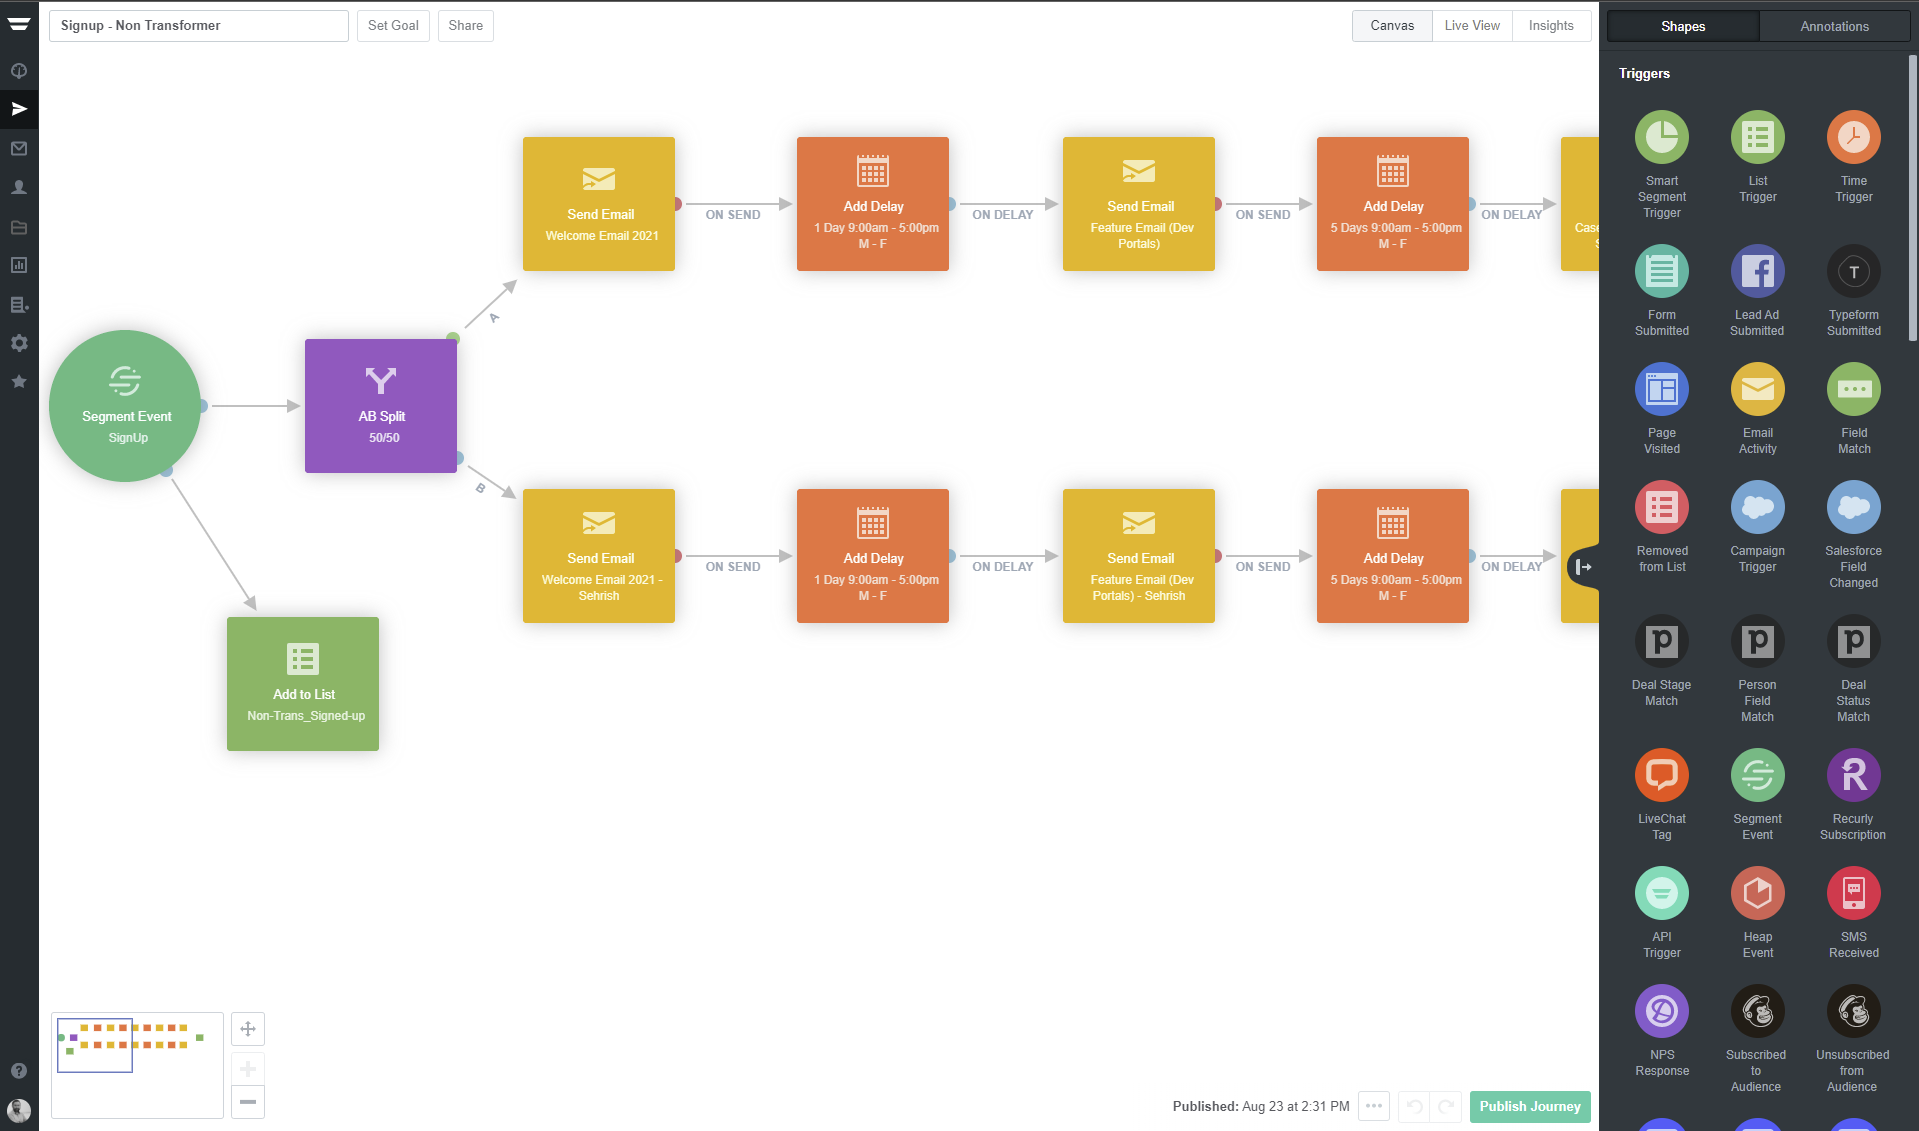 Signup - Non Transformer
Set Goal
Share
Canvas
Live View
Insights
Shapes
Annotations
Segment Event
SignUp
AB Split
50/50
A
B
Add to List
Non-Trans_Signed-up
Send Email
Welcome Email 2021
ON SEND
Add Delay
1 Day 9:00am - 5:00pm
M - F
ON DELAY
Send Email
Feature Email (Dev
Portals)
ON SEND
Add Delay
5 Days 9:00am - 5:00pm
M - F
ON DELAY
Case
Send Email
Welcome Email 2021 -
Sehrish
ON SEND
Add Delay
1 Day 9:00am - 5:00pm
M - F
ON DELAY
Send Email
Feature Email (Dev
Portals) - Sehrish
ON SEND
Add Delay
5 Days 9:00am - 5:00pm
M - F
ON DELAY
Published: Aug 23 at 2:31 PM
Publish Journey
Triggers
Smart
Segment
Trigger
List
Trigger
Time
Trigger
Form
Submitted
Lead Ad
Submitted
T
Typeform
Submitted
Page
Visited
Email
Activity
Field
Match
Removed
from List
Campaign
Trigger
Salesforce
Field
Changed
Deal Stage
Match
Person
Field
Match
Deal
Status
Match
LiveChat
Tag
Segment
Event
Recurly
Subscription
API
Trigger
Heap
Event
SMS
Received
NPS
Response
Subscribed
to
Audience
Unsubscribed
from
Audience